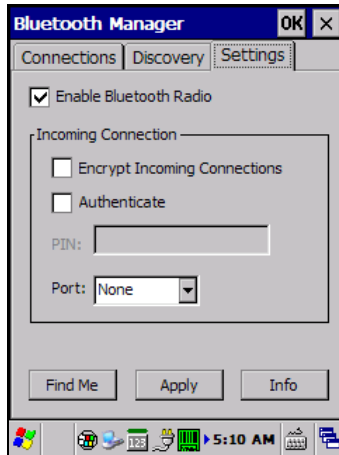 Bluetooth Manager OK
Connections Discovery Settings
Enable Bluetooth Radio
Incoming Connection
Encrypt Incoming Connections
Authenticate
PIN:
Port: None
Find Me Apply Info
123 5:10 AM